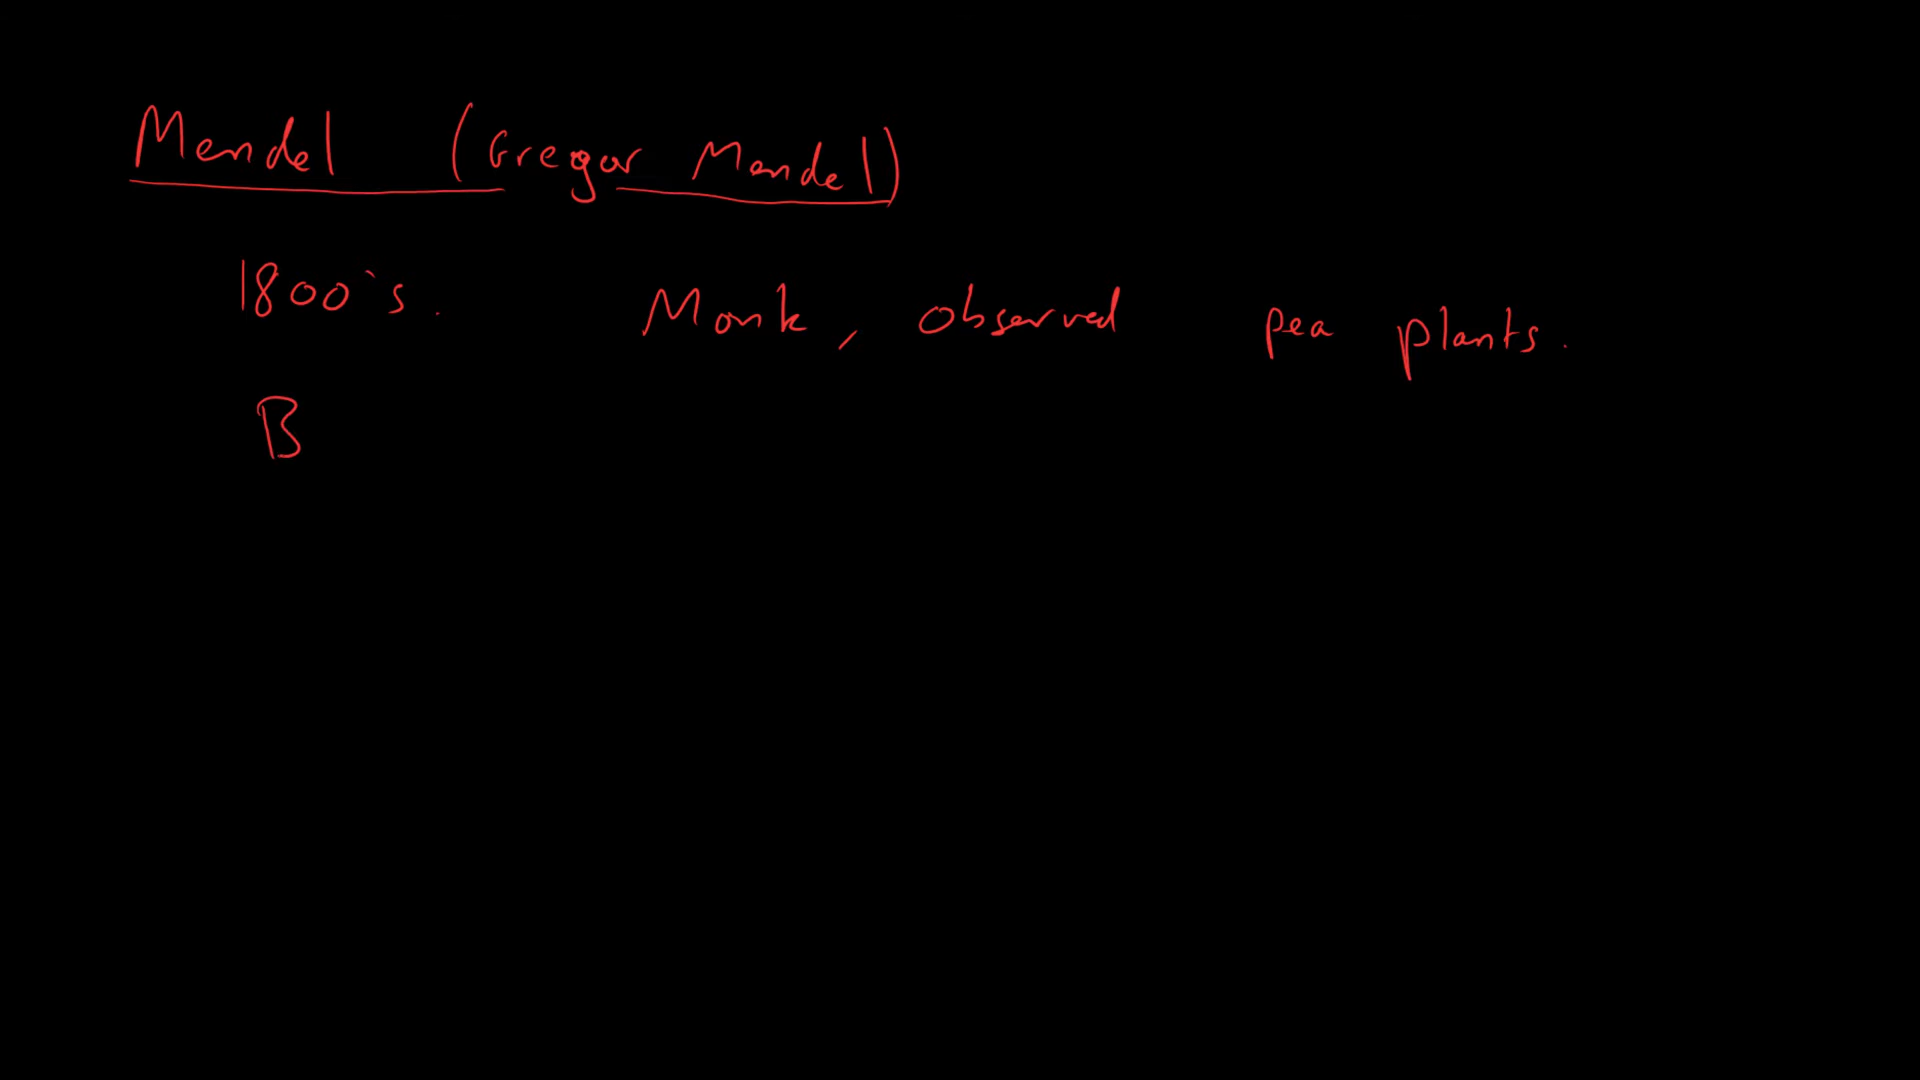 Mendel (Gregor Mendel)
1800's. Monk, observed pea plants.
B